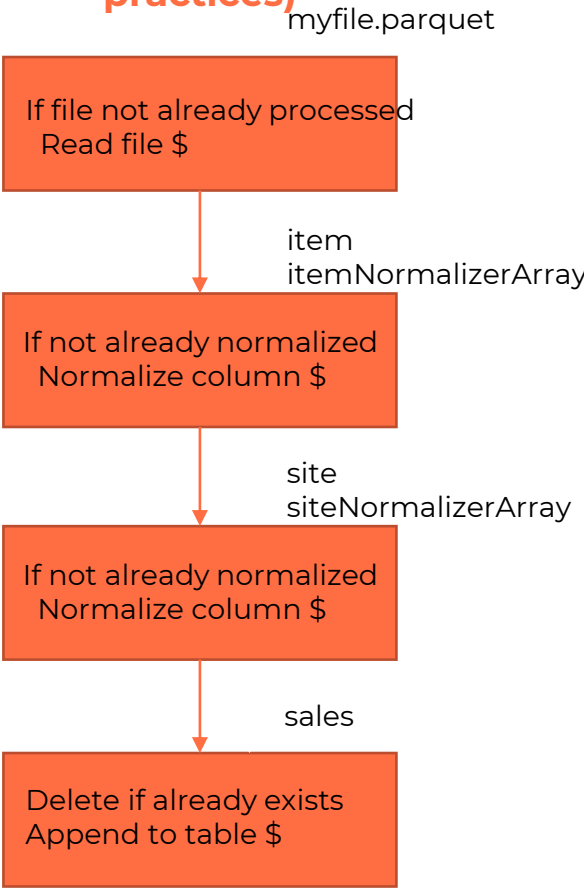 practices)
myfile.parquet
If file not already processed
Read file $
item
itemNormalizerArray
If not already normalized
Normalize column $
site
siteNormalizerArray
If not already normalized
Normalize column $
sales
Delete if already exists
Append to table $